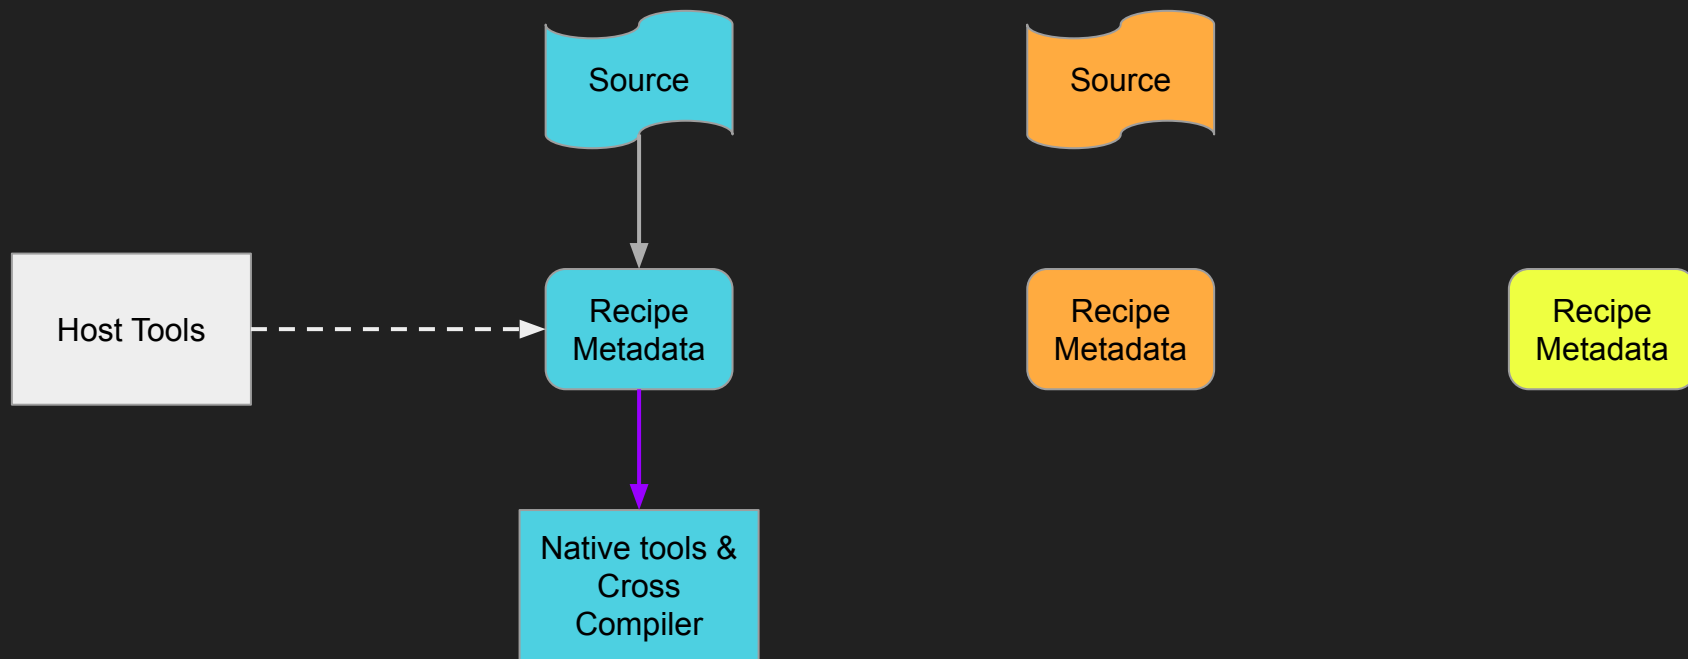 Source
Source
Host Tools
Recipe
Metadata
Recipe
Metadata
Recipe
Metadata
Native tools &
Cross
Compiler